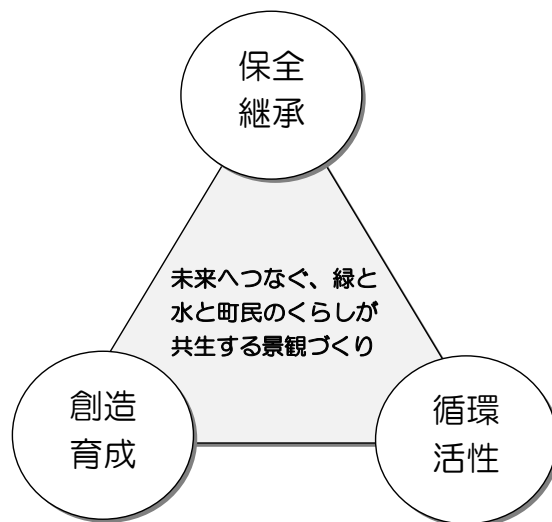 保全
継承
未来へつなぐ、緑と
水と町民のくらしが
共生する景観づくり
創造
育成
循環
活性